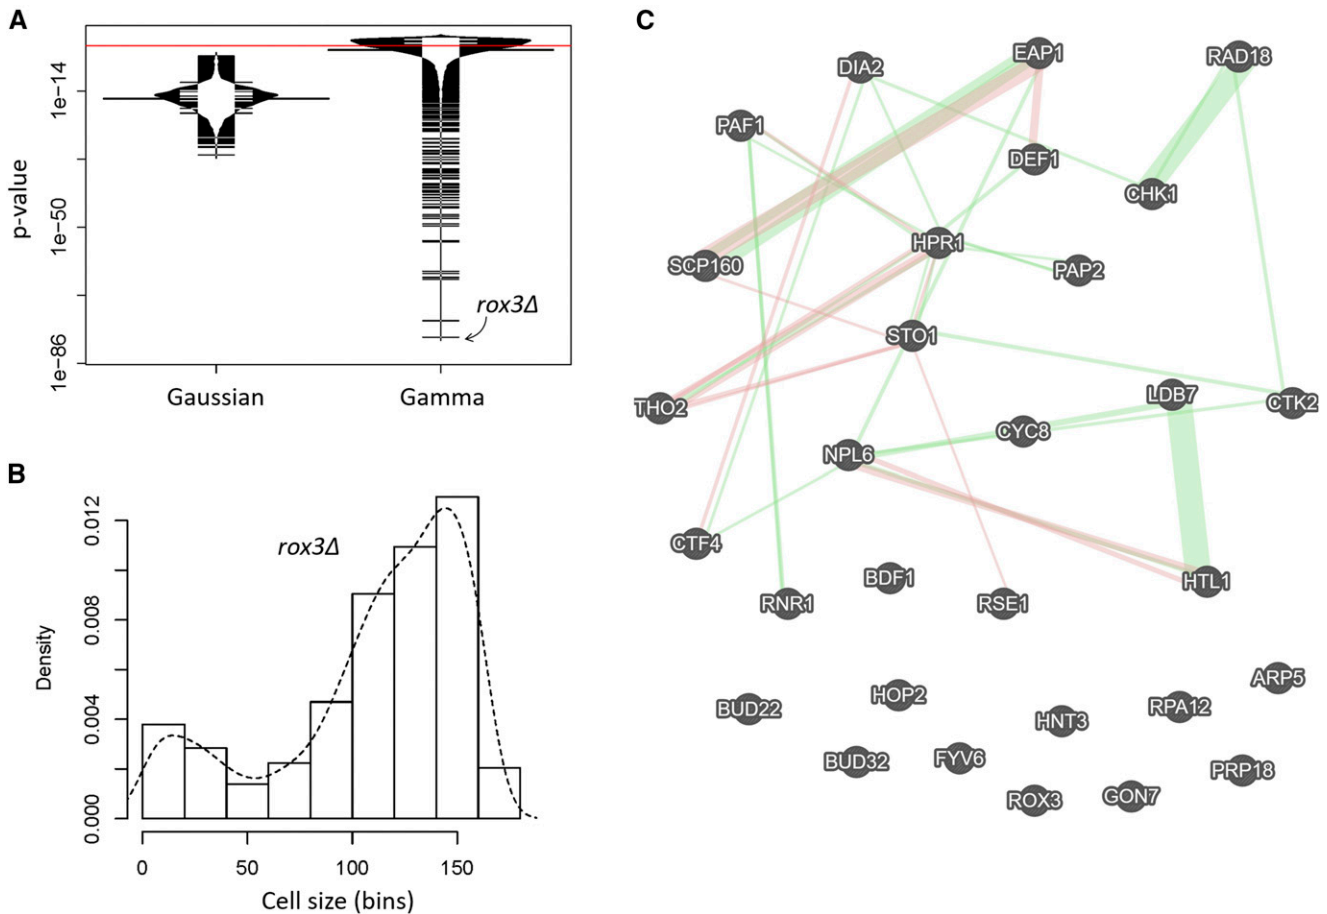 A
p-value
1e−14
1e−50
1e−86
rox3Δ
Gaussian
Gamma
B
rox3Δ
Density
0.012
0.008
0.004
0.000
0
50
100
150
Cell size (bins)
C
EAP1
RAD18
DIA2
PAF1
DEF1
CHK1
HPR1
SCP160
PAP2
STO1
LDB7
THO2
CTK2
CYC8
NPL6
CTF4
BDF1
HTL1
RNR1
RSE1
ARP5
HOP2
BUD22
RPA12
HNT3
FYV6
BUD32
PRP18
ROX3
GON7